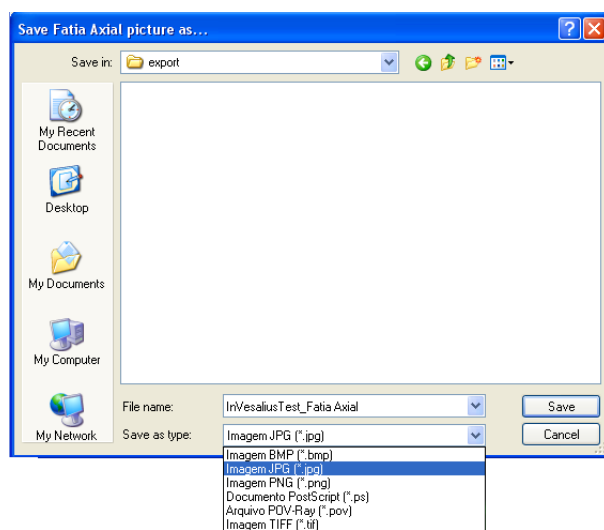 Save Fatia Axial picture as...
Save in:
export
My Recent
Documents
Desktop
My Documents
My Computer
My Network
File name:
InVesaliusTest_Fatia Axial
Save
Save as type:
Imagem JPG (*.jpg)
Cancel
Imagem BMP (*.bmp)
Imagem JPG (*.jpg)
Imagem PNG (*.png)
Documento PostScript (*.ps)
Arquivo POV-Ray (*.pov)
Imagem TIFF (*.tif)